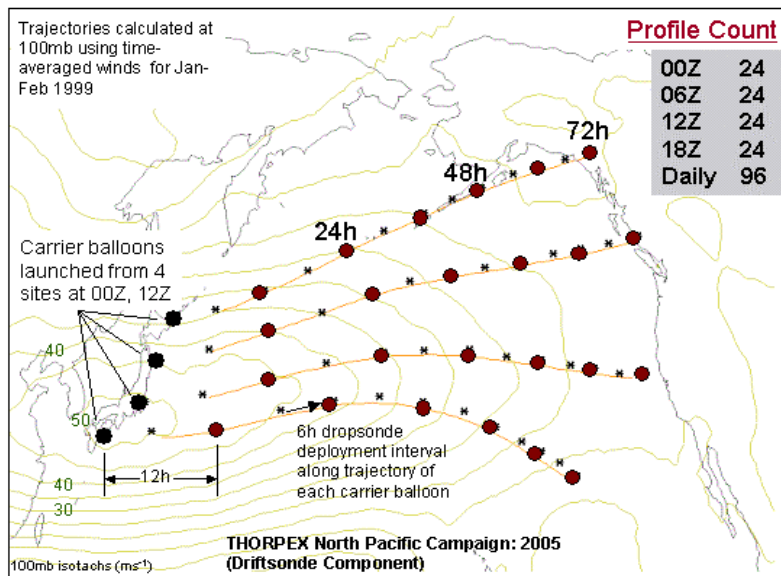 Trajectories calculated at
100mb using time-
averaged winds for Jan-
Feb 1999
Profile Count
00Z 24
06Z 24
12Z 24
18Z 24
Daily 96
72h
48h
24h
Carrier balloons
launched from 4
sites at 00Z, 12Z
40
50
6h dropsonde
deployment interval
along trajectory of
each carrier balloon
12h
40
30
THORPEX North Pacific Campaign: 2005
(Driftsonde Component)
100mb isotachs (ms⁻¹)